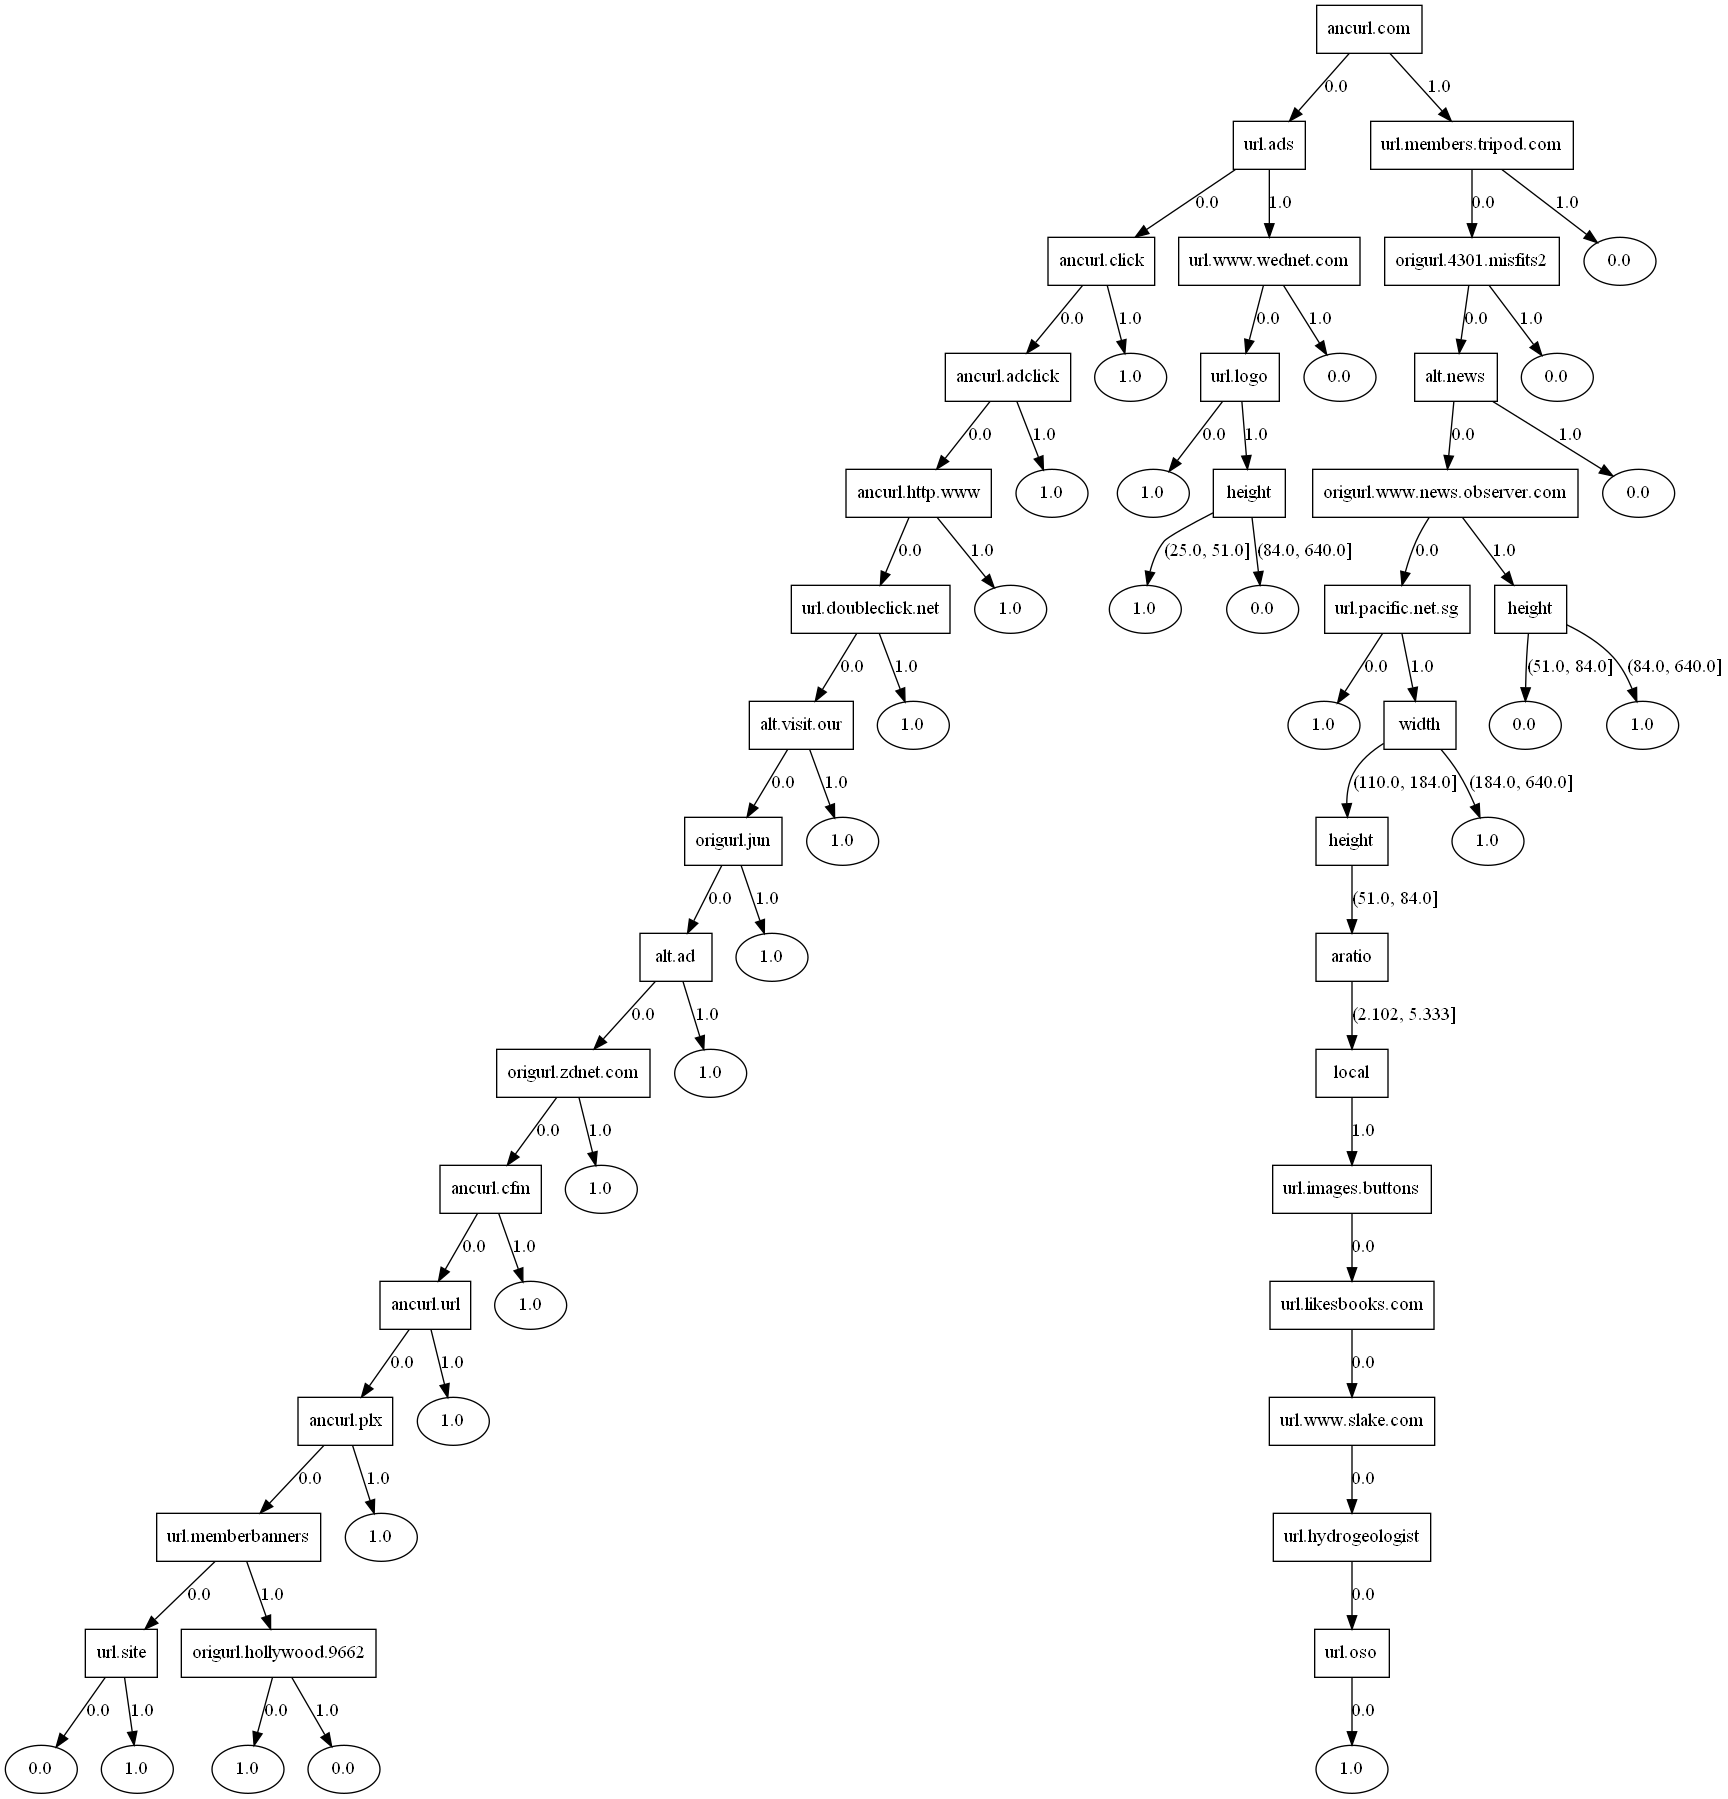 ancurl.com
0.0
1.0
url.ads
url.members.tripod.com
0.0
1.0
0.0
1.0
ancurl.click
url.www.wednet.com
origurl.4301.misfits2
0.0
0.0
1.0
0.0
1.0
0.0
1.0
ancurl.adclick
1.0
url.logo
0.0
alt.news
0.0
0.0
1.0
0.0
1.0
0.0
1.0
ancurl.http.www
1.0
1.0
height
origurl.www.news.observer.com
0.0
0.0
1.0
(25.0, 51.0]
(84.0, 640.0]
0.0
1.0
url.doubleclick.net
1.0
1.0
0.0
url.pacific.net.sg
height
0.0
1.0
0.0
1.0
(51.0, 84.0]
(84.0, 640.0]
alt.visit.our
1.0
1.0
width
0.0
1.0
0.0
1.0
(110.0, 184.0]
(184.0, 640.0]
origurl.jun
1.0
height
1.0
0.0
1.0
(51.0, 84.0]
alt.ad
1.0
aratio
0.0
1.0
(2.102, 5.333]
origurl.zdnet.com
1.0
local
0.0
1.0
1.0
ancurl.cfm
1.0
url.images.buttons
0.0
1.0
0.0
ancurl.url
1.0
url.likesbooks.com
0.0
1.0
0.0
ancurl.plx
1.0
url.www.slake.com
0.0
1.0
0.0
url.memberbanners
1.0
url.hydrogeologist
0.0
1.0
0.0
url.site
origurl.hollywood.9662
url.oso
0.0
1.0
0.0
1.0
0.0
0.0
1.0
1.0
0.0
1.0